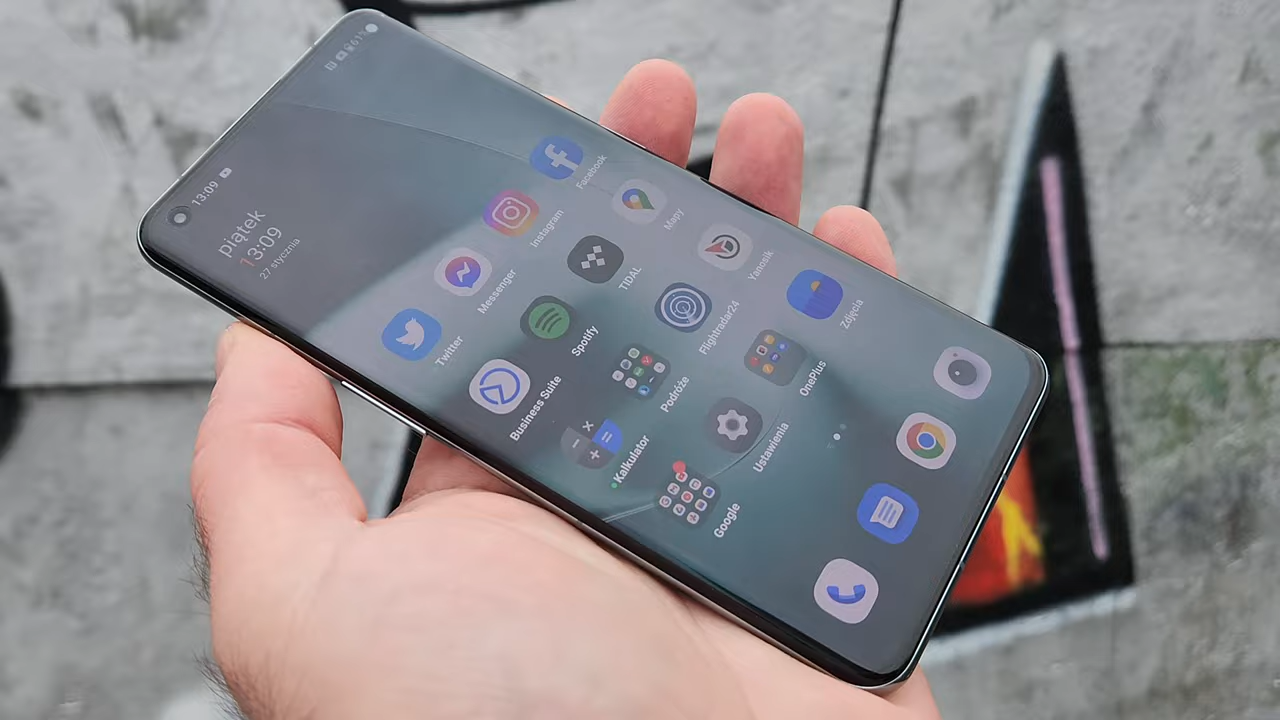 13:09
61%
piątek
13:09
27 stycznia
Twitter
Messenger
Instagram
Facebook
Business Suite
Spotify
TIDAL
Mapy
Kalkulator
Podróże
Flightradar24
Yanosik
Google
Ustawienia
OnePlus
Zdjęcia